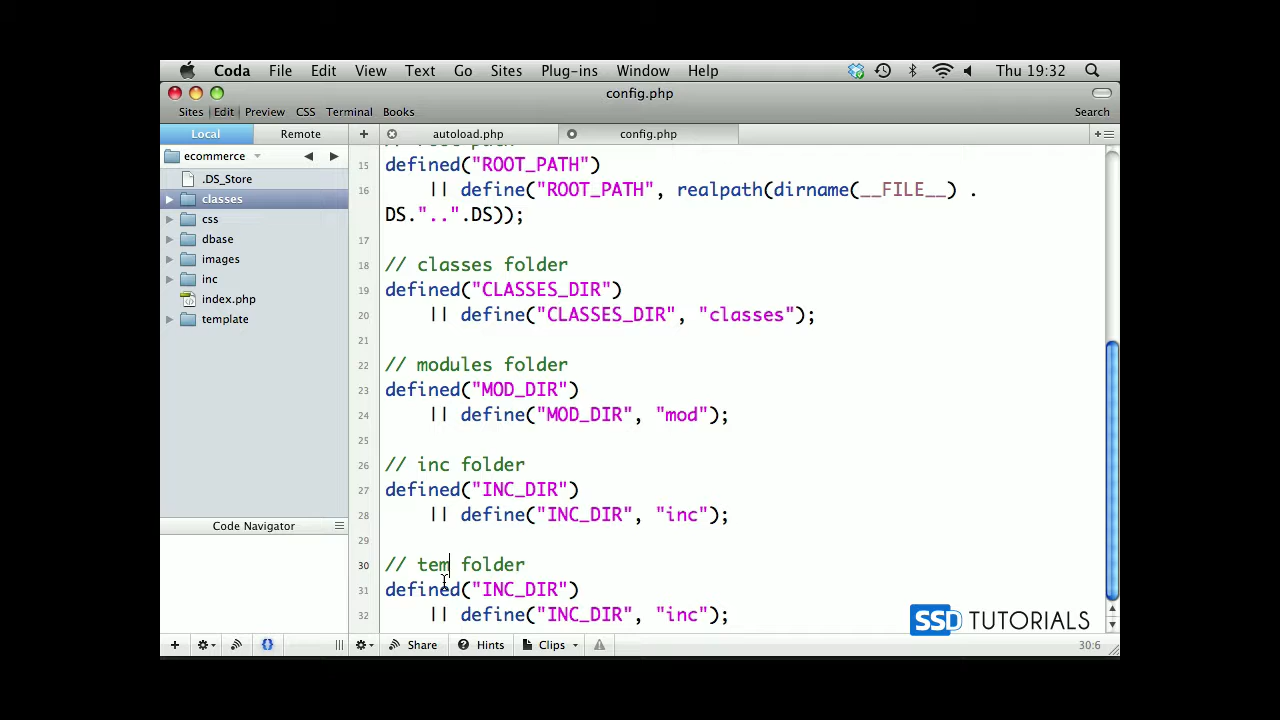 Coda File Edit View Text Go Sites Plug-ins Window Help Thu 19:32
config.php
Sites Edit Preview CSS Terminal Books Search
Local Remote + autoload.php config.php
ecommerce
.DS_Store
classes
css
dbase
images
inc
index.php
template
Code Navigator
15 defined("ROOT_PATH")
16 || define("ROOT_PATH", realpath(dirname(__FILE__) .
DS."..".DS));
17
18 // classes folder
19 defined("CLASSES_DIR")
20 || define("CLASSES_DIR", "classes");
21
22 // modules folder
23 defined("MOD_DIR")
24 || define("MOD_DIR", "mod");
25
26 // inc folder
27 defined("INC_DIR")
28 || define("INC_DIR", "inc");
29
30 // tem folder
31 defined("INC_DIR")
32 || define("INC_DIR", "inc");
SSD TUTORIALS
Share Hints Clips 30:6